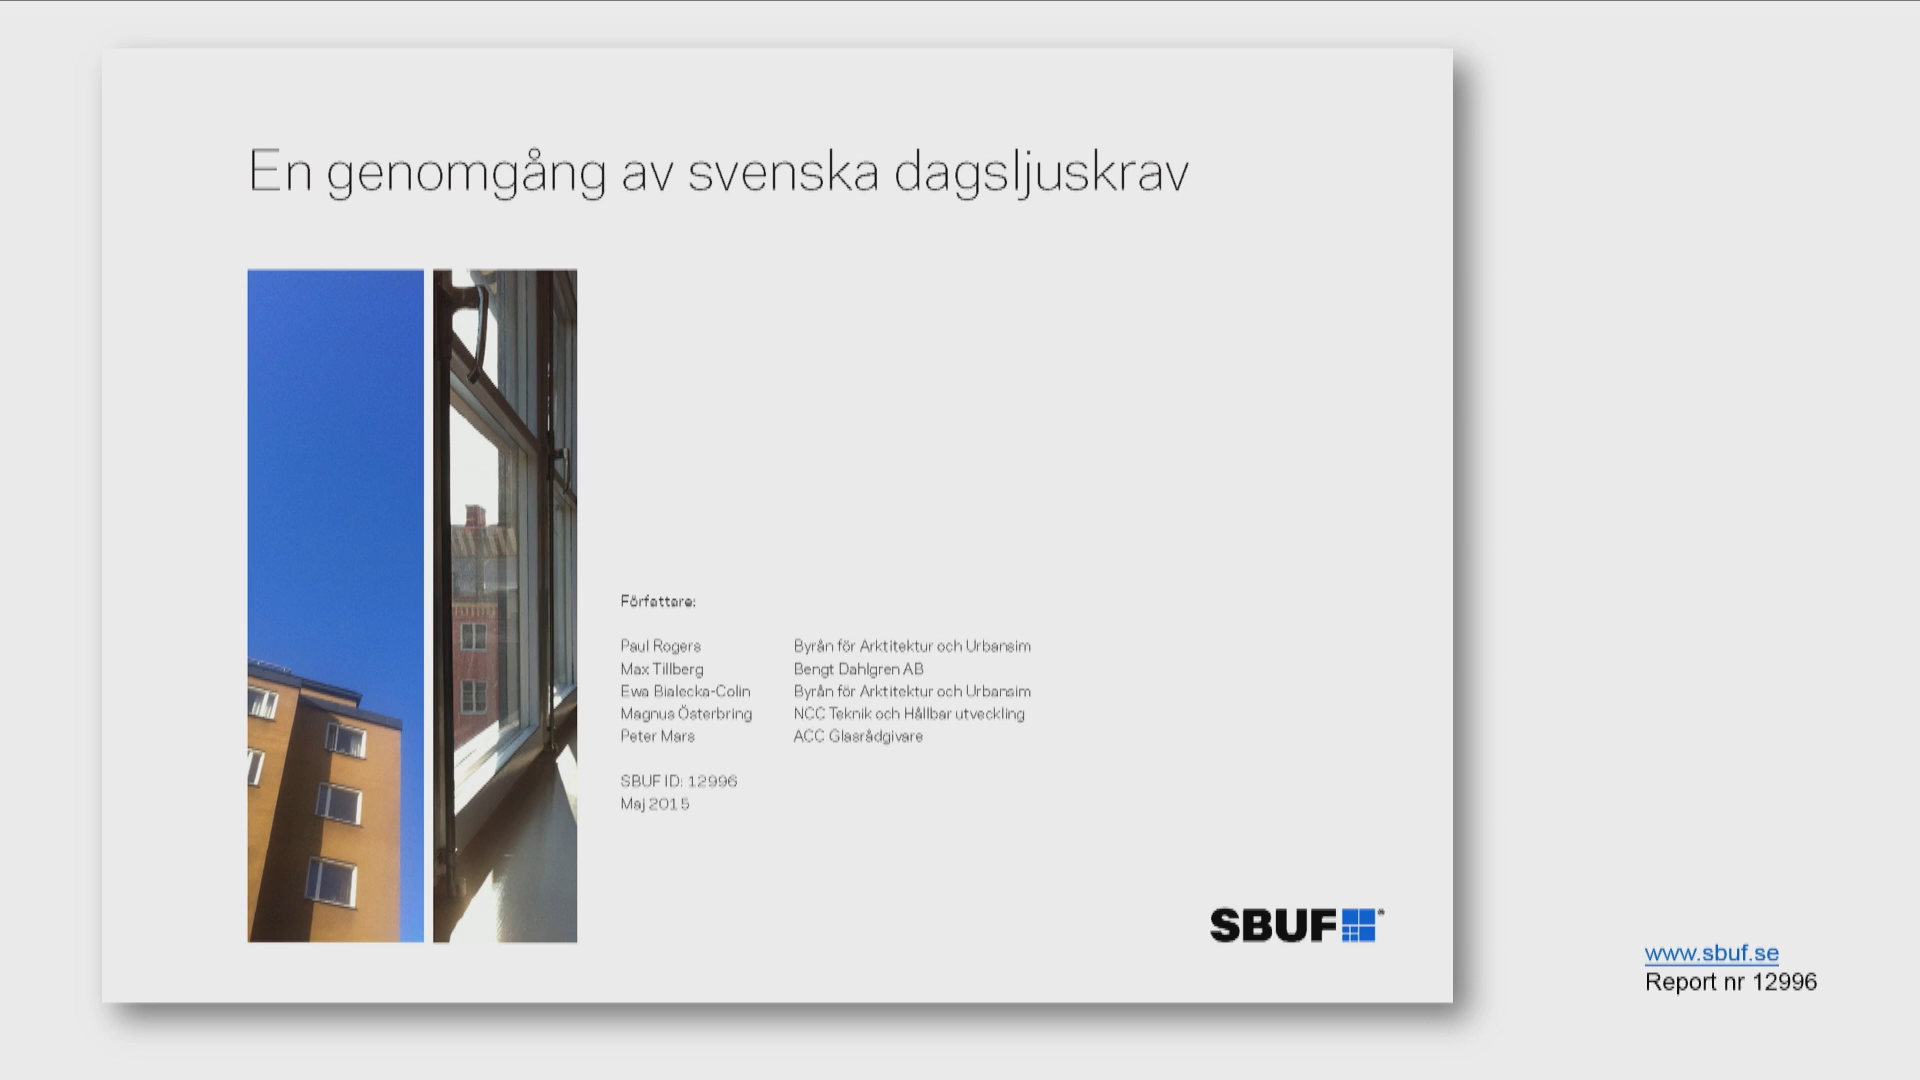 En genomgång av svenska dagsljuskrav
Författare:
Paul Rogers Byrån för Arktitektur och Urbansim
Max Tillberg Bengt Dahlgren AB
Ewa Bialecka-Colin Byrån för Arktitektur och Urbansim
Magnus Österbring NCC Teknik och Hållbar utveckling
Peter Mars ACC Glasrådgivare
SBUF ID: 12996
Maj 2015
SBUF
www.sbuf.se
Report nr 12996